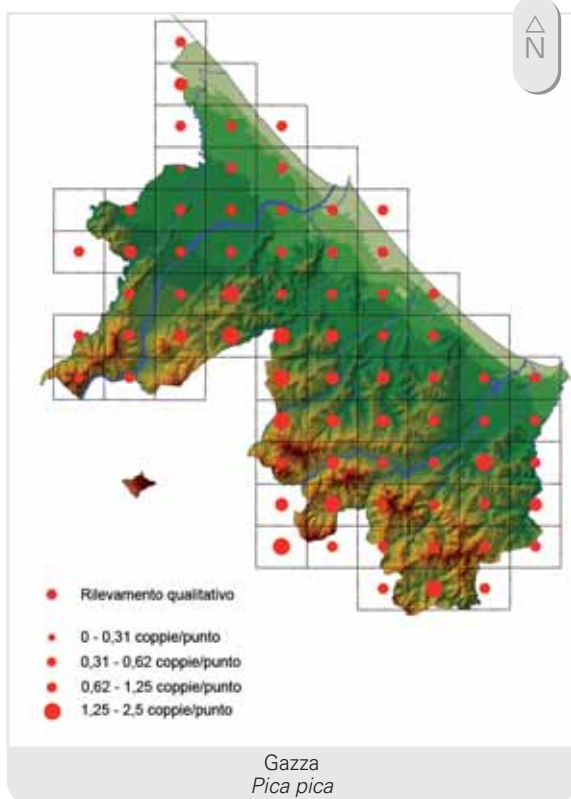 N
Rilevamento qualitativo
0 - 0,31 coppie/punto
0,31 - 0,62 coppie/punto
0,62 - 1,25 coppie/punto
1,25 - 2,5 coppie/punto
Gazza
Pica pica